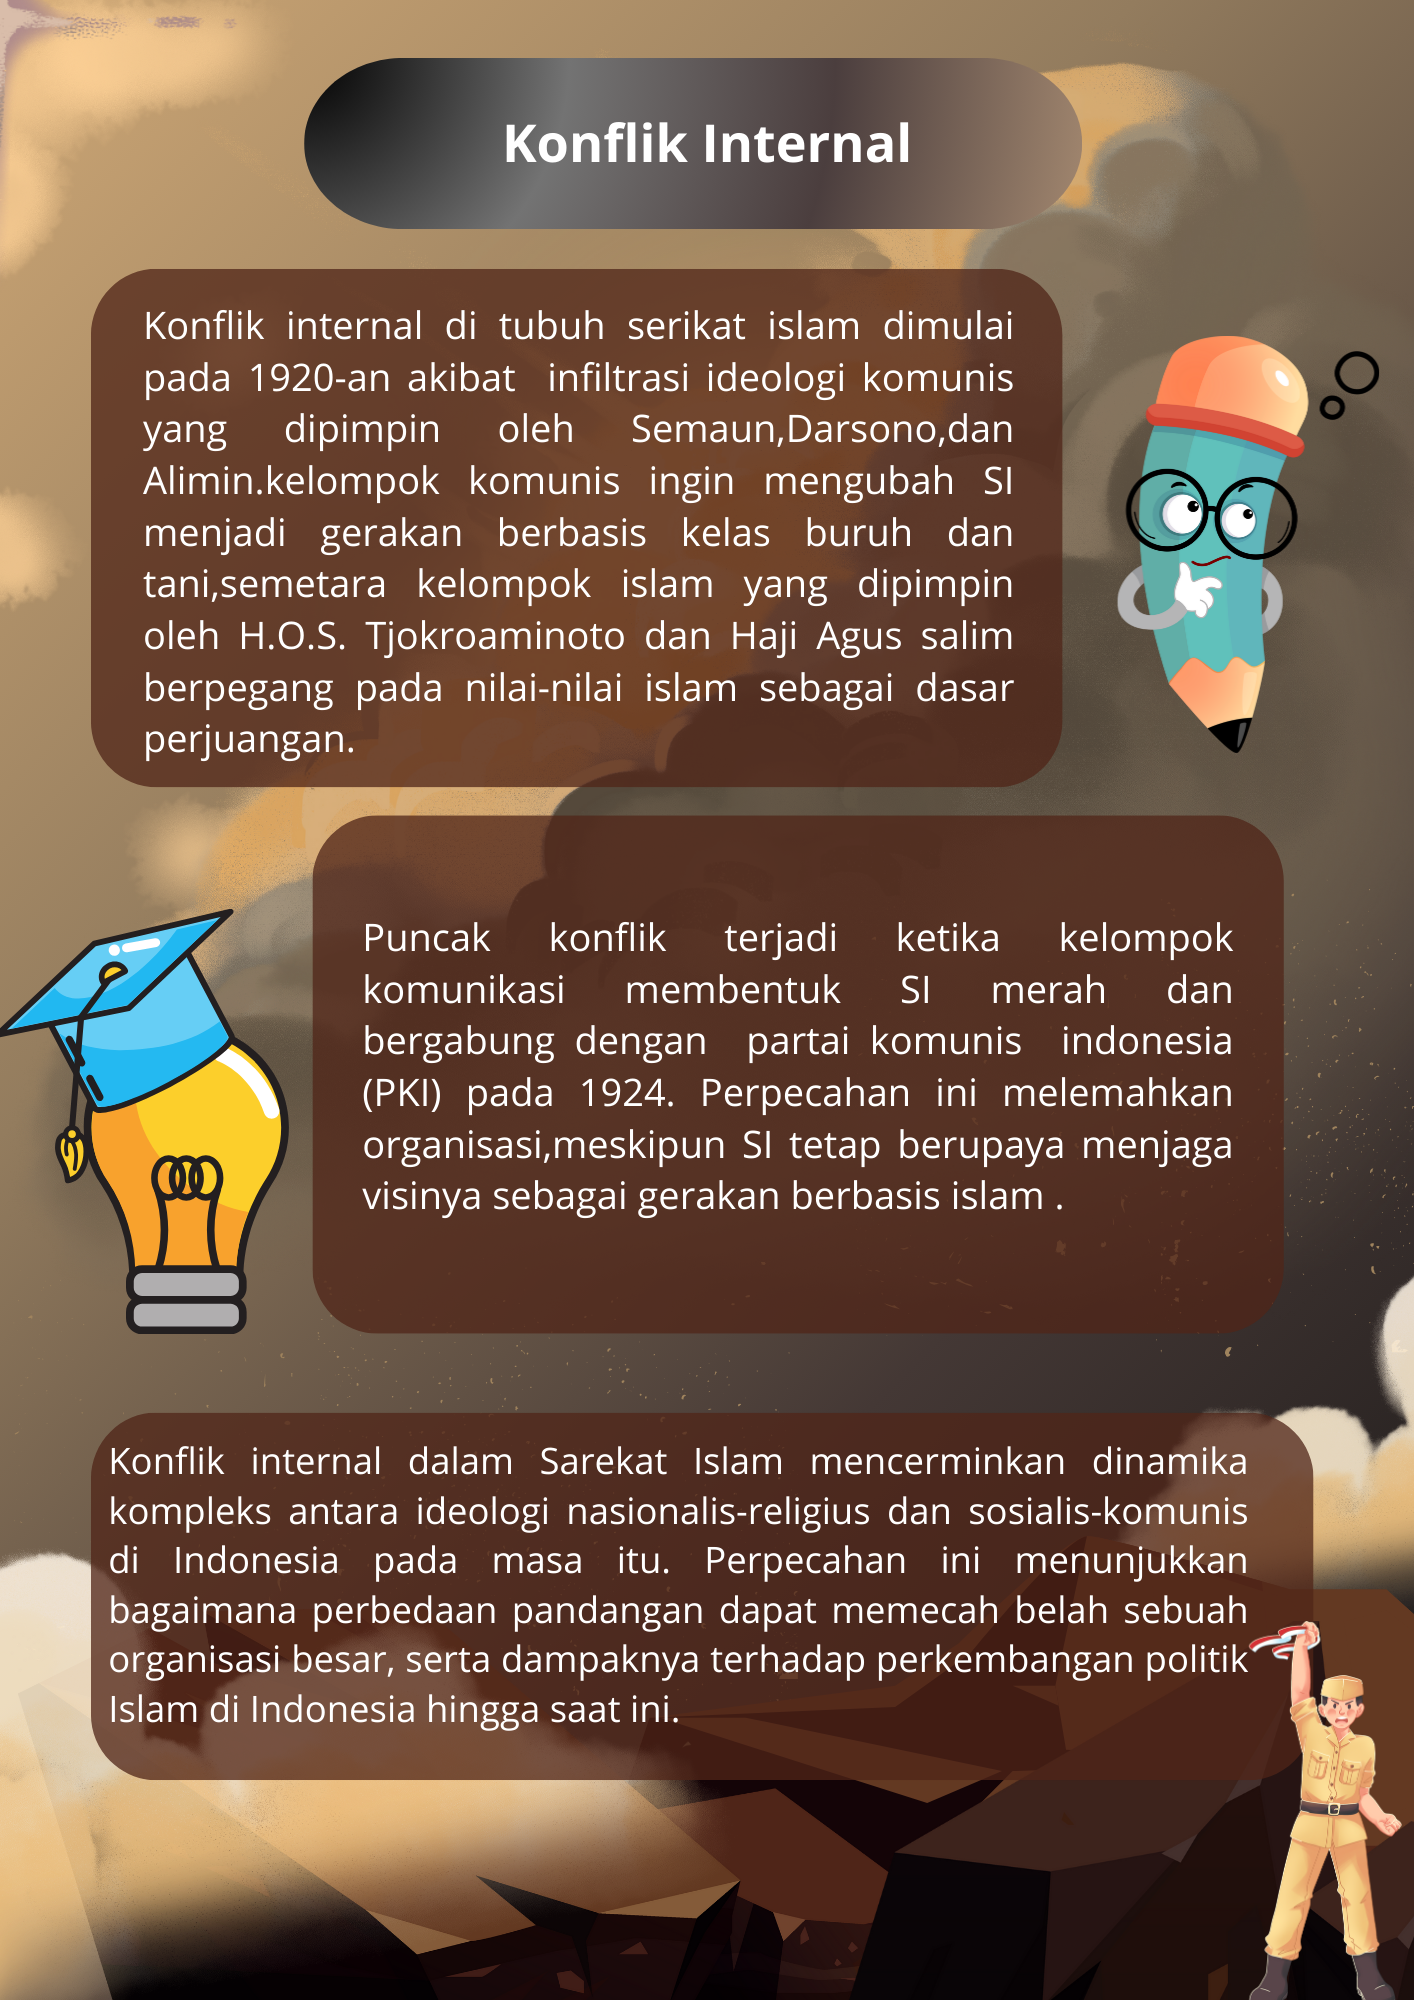 Konflik Internal
Konflik internal di tubuh serikat islam dimulai
pada 1920-an akibat infiltrasi ideologi komunis
yang dipimpin oleh Semaun,Darsono,dan
Alimin.kelompok komunis ingin mengubah SI
menjadi gerakan berbasis kelas buruh dan
tani,semetara kelompok islam yang dipimpin
oleh H.O.S. Tjokroaminoto dan Haji Agus salim
berpegang pada nilai-nilai islam sebagai dasar
perjuangan.
Puncak konflik terjadi ketika kelompok
komunikasi membentuk SI merah dan
bergabung dengan partai komunis indonesia
(PKI) pada 1924. Perpecahan ini melemahkan
organisasi,meskipun SI tetap berupaya menjaga
visinya sebagai gerakan berbasis islam .
Konflik internal dalam Sarekat Islam mencerminkan dinamika
kompleks antara ideologi nasionalis-religius dan sosialis-komunis
di Indonesia pada masa itu. Perpecahan ini menunjukkan
bagaimana perbedaan pandangan dapat memecah belah sebuah
organisasi besar, serta dampaknya terhadap perkembangan politik
Islam di Indonesia hingga saat ini.